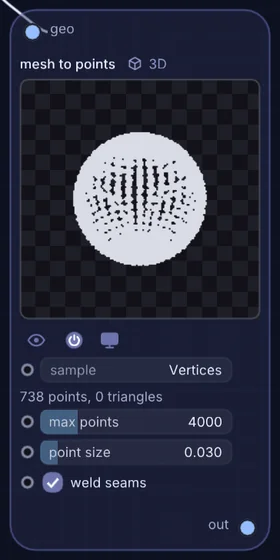 geo
mesh to points 3D
sample Vertices
738 points, 0 triangles
max points 4000
point size 0.030
weld seams
out